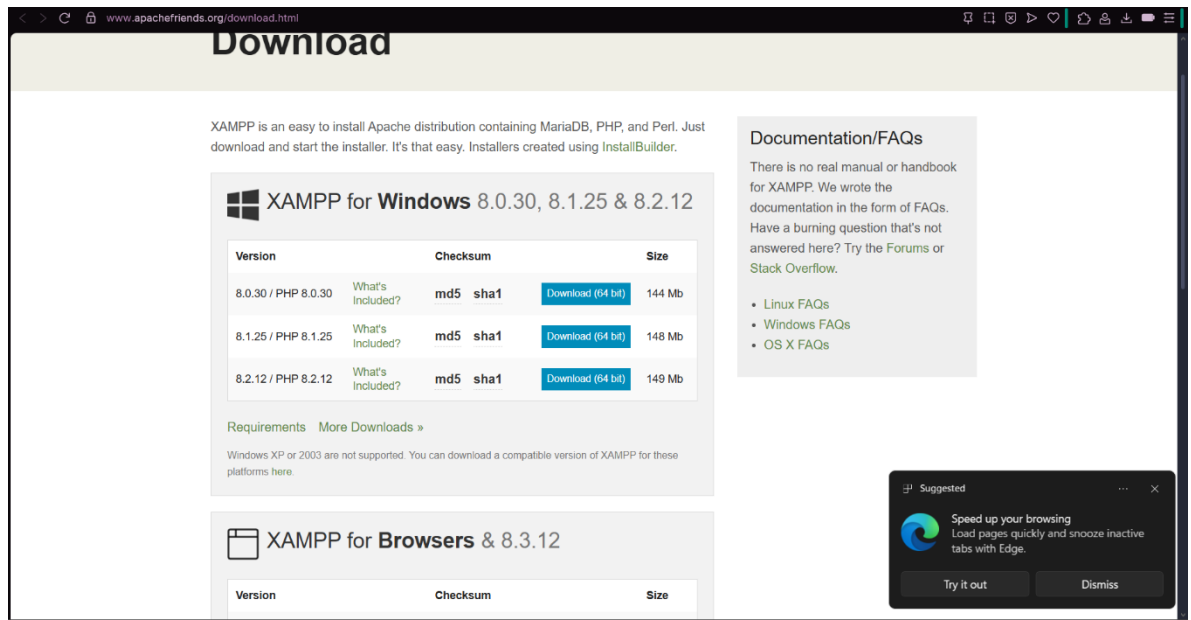 www.apachefriends.org/download.html
Download
XAMPP is an easy to install Apache distribution containing MariaDB, PHP, and Perl. Just
download and start the installer. It's that easy. Installers created using InstallBuilder.
XAMPP for Windows 8.0.30, 8.1.25 & 8.2.12
Version Checksum Size
8.0.30 / PHP 8.0.30 What's Included? md5 sha1 Download (64 bit) 144 Mb
8.1.25 / PHP 8.1.25 What's Included? md5 sha1 Download (64 bit) 148 Mb
8.2.12 / PHP 8.2.12 What's Included? md5 sha1 Download (64 bit) 149 Mb
Requirements More Downloads »
Windows XP or 2003 are not supported. You can download a compatible version of XAMPP for these
platforms here.
XAMPP for Browsers & 8.3.12
Version Checksum Size
Documentation/FAQs
There is no real manual or handbook
for XAMPP. We wrote the
documentation in the form of FAQs.
Have a burning question that's not
answered here? Try the Forums or
Stack Overflow.
• Linux FAQs
• Windows FAQs
• OS X FAQs
Suggested
Speed up your browsing
Load pages quickly and snooze inactive
tabs with Edge.
Try it out Dismiss